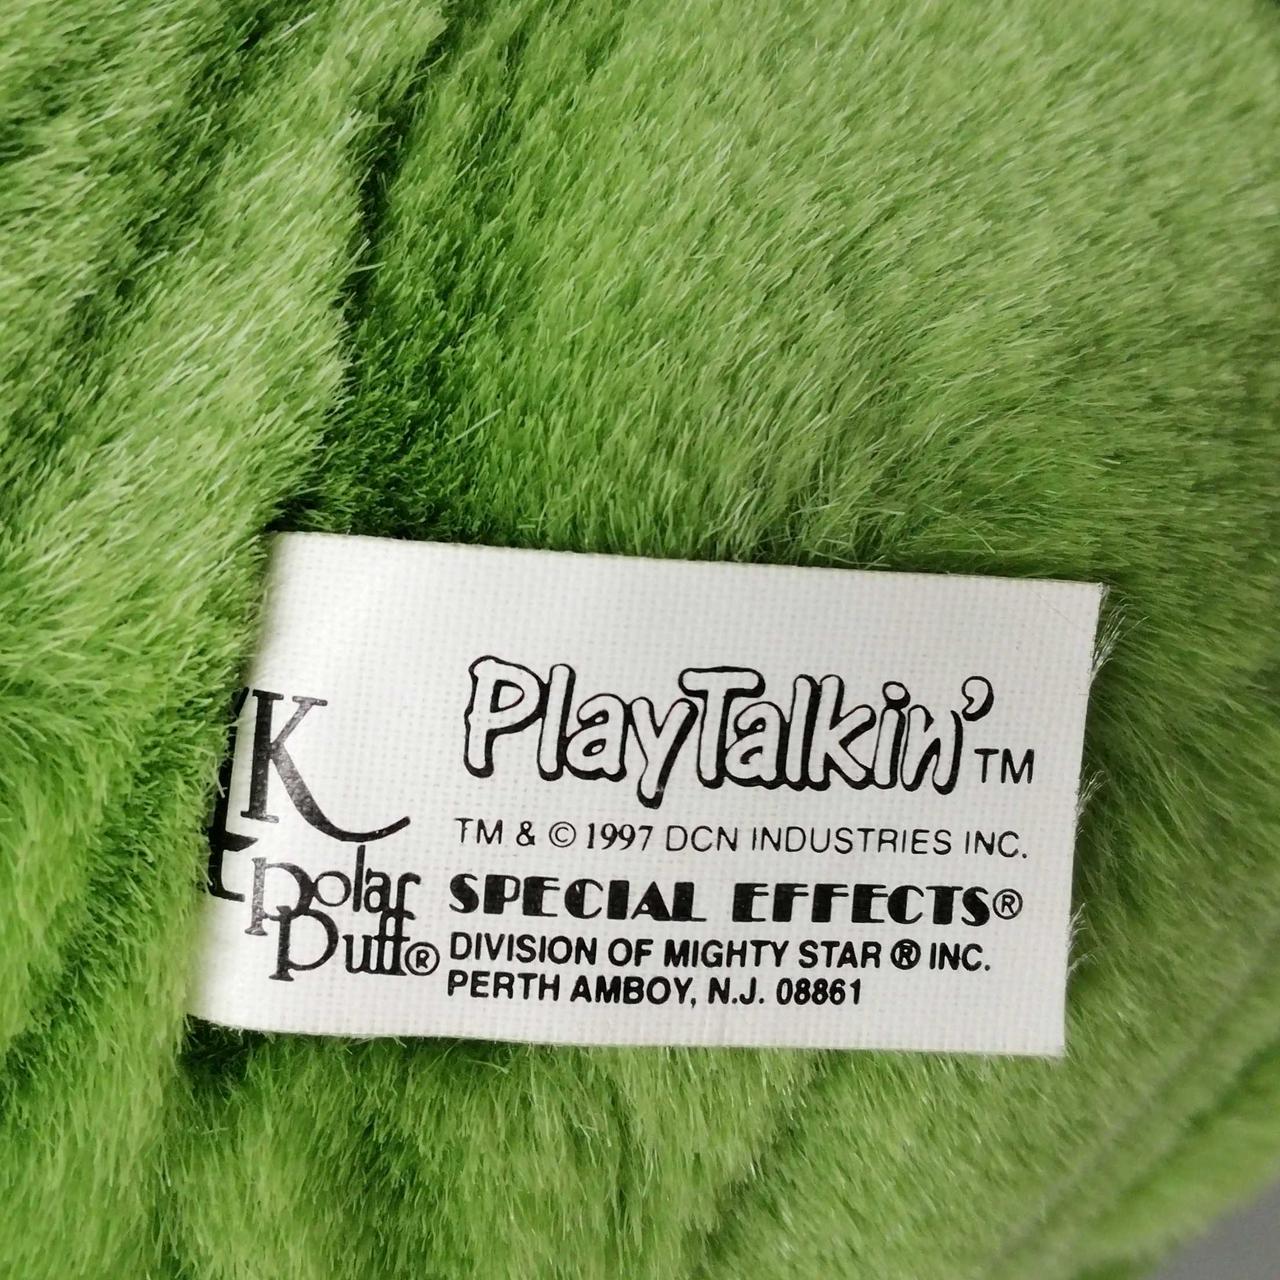 PlayTalkin'™
TM & © 1997 DCN INDUSTRIES INC.
SPECIAL EFFECTS®
DIVISION OF MIGHTY STAR ® INC.
PERTH AMBOY, N.J. 08861
K
Polar
Puff®